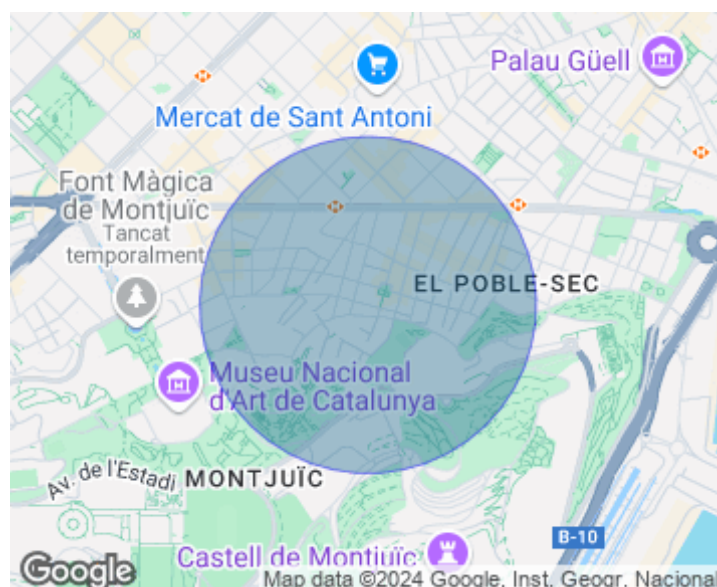 Palau Güell
Mercat de Sant Antoni
Font Màgica
de Montjuïc
Tancat
temporalment
EL POBLE-SEC
Museu Nacional
d'Art de Catalunya
Av. de l'Estadi
MONTJUÏC
B-10
Castell de Montjuïc
Google
Map data ©2024 Google, Inst. Geogr. Nacional